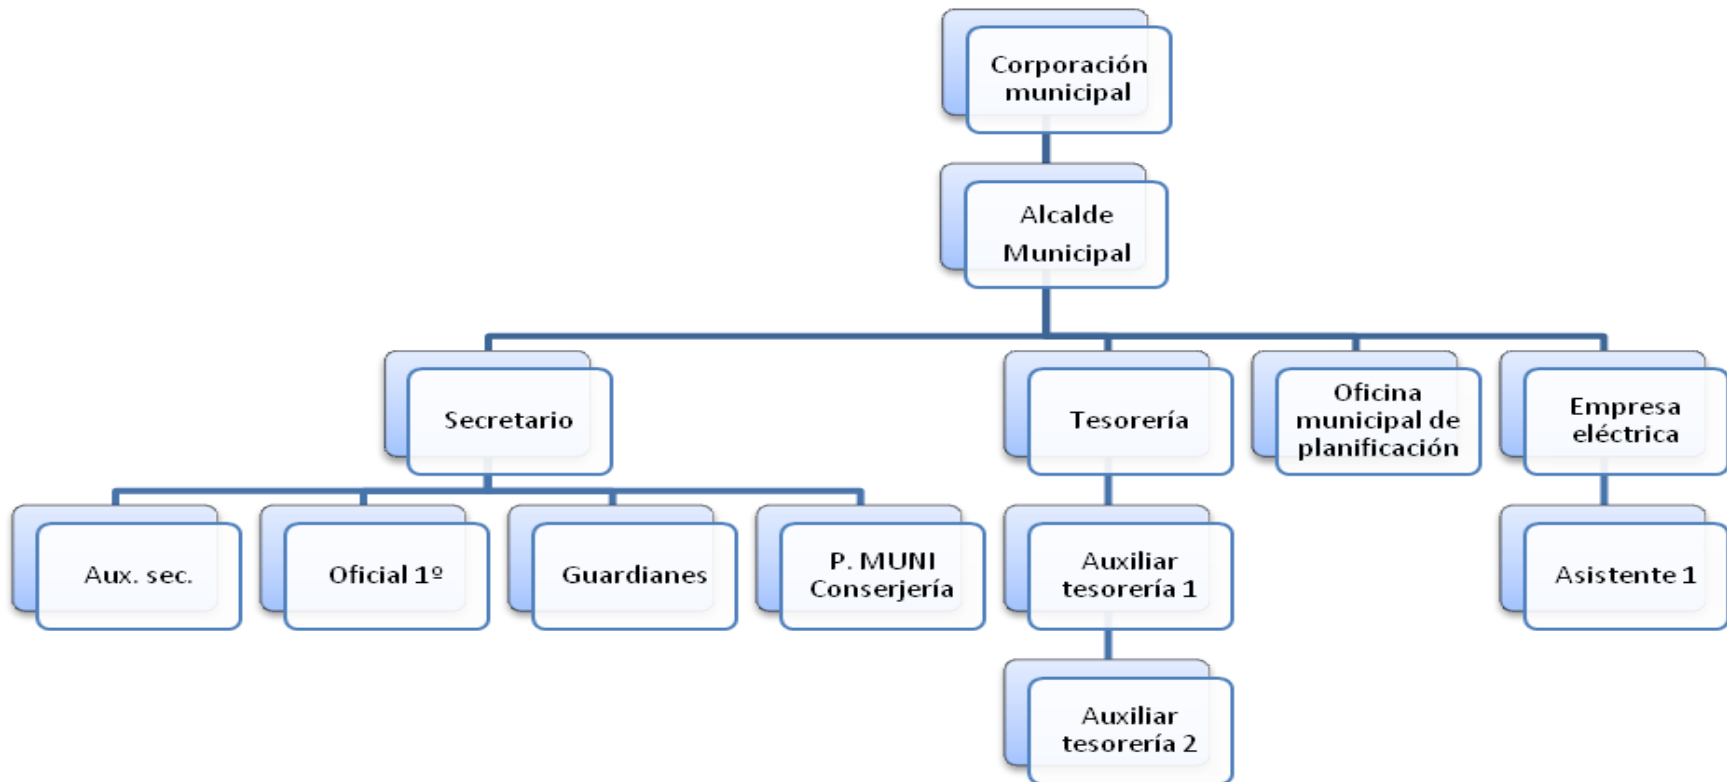 Corporación
municipal
Alcalde
Municipal
Secretario
Tesorería
Oficina
municipal de
planificación
Empresa
eléctrica
Aux. sec.
Oficial 1º
Guardianes
P. MUNI
Conserjería
Auxiliar
tesorería 1
Asistente 1
Auxiliar
tesorería 2